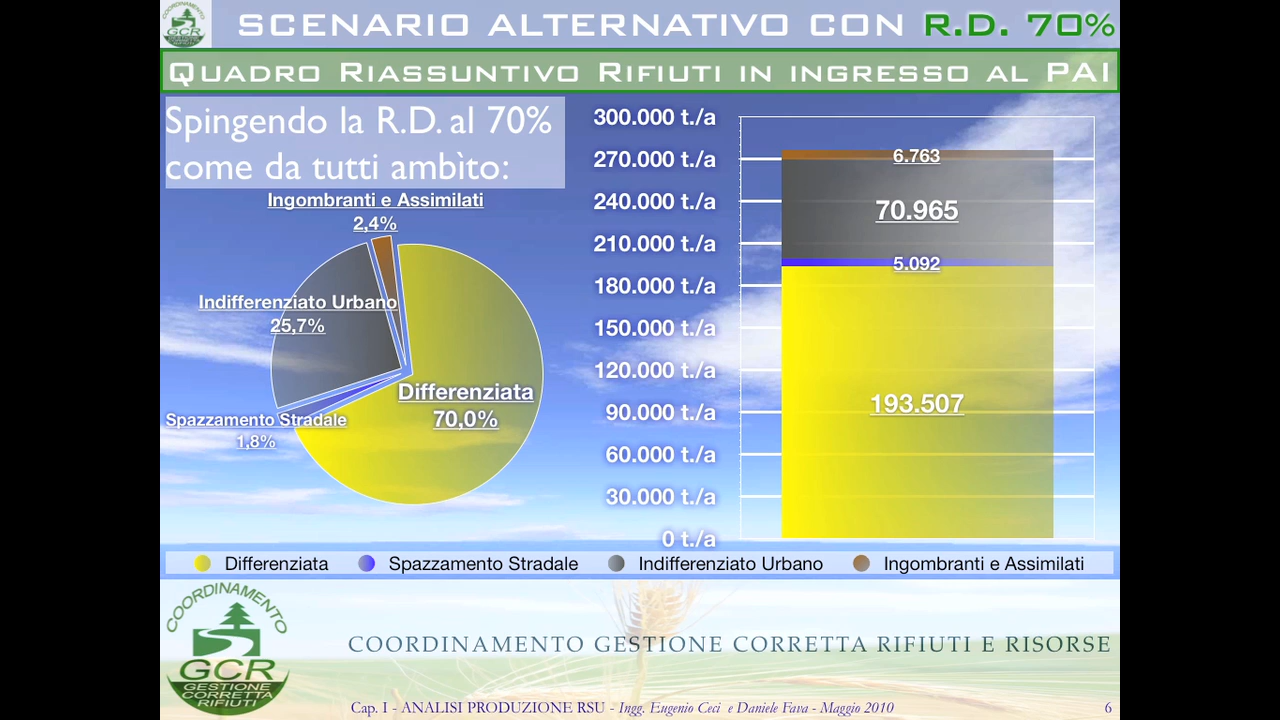 SCENARIO ALTERNATIVO CON R.D. 70%
QUADRO RIASSUNTIVO RIFIUTI IN INGRESSO AL PAI
Spingendo la R.D. al 70%
come da tutti ambìto:
Ingombranti e Assimilati
2,4%
Indifferenziato Urbano
25,7%
Differenziata
70,0%
Spazzamento Stradale
1,8%
300.000 t./a
270.000 t./a
240.000 t./a
210.000 t./a
180.000 t./a
150.000 t./a
120.000 t./a
90.000 t./a
60.000 t./a
30.000 t./a
0 t./a
6.763
70.965
5.092
193.507
Differenziata
Spazzamento Stradale
Indifferenziato Urbano
Ingombranti e Assimilati
COORDINAMENTO
GCR
GESTIONE
CORRETTA
RIFIUTI
COORDINAMENTO GESTIONE CORRETTA RIFIUTI E RISORSE
Cap. I - ANALISI PRODUZIONE RSU - Ingg. Eugenio Ceci e Daniele Fava - Maggio 2010
6